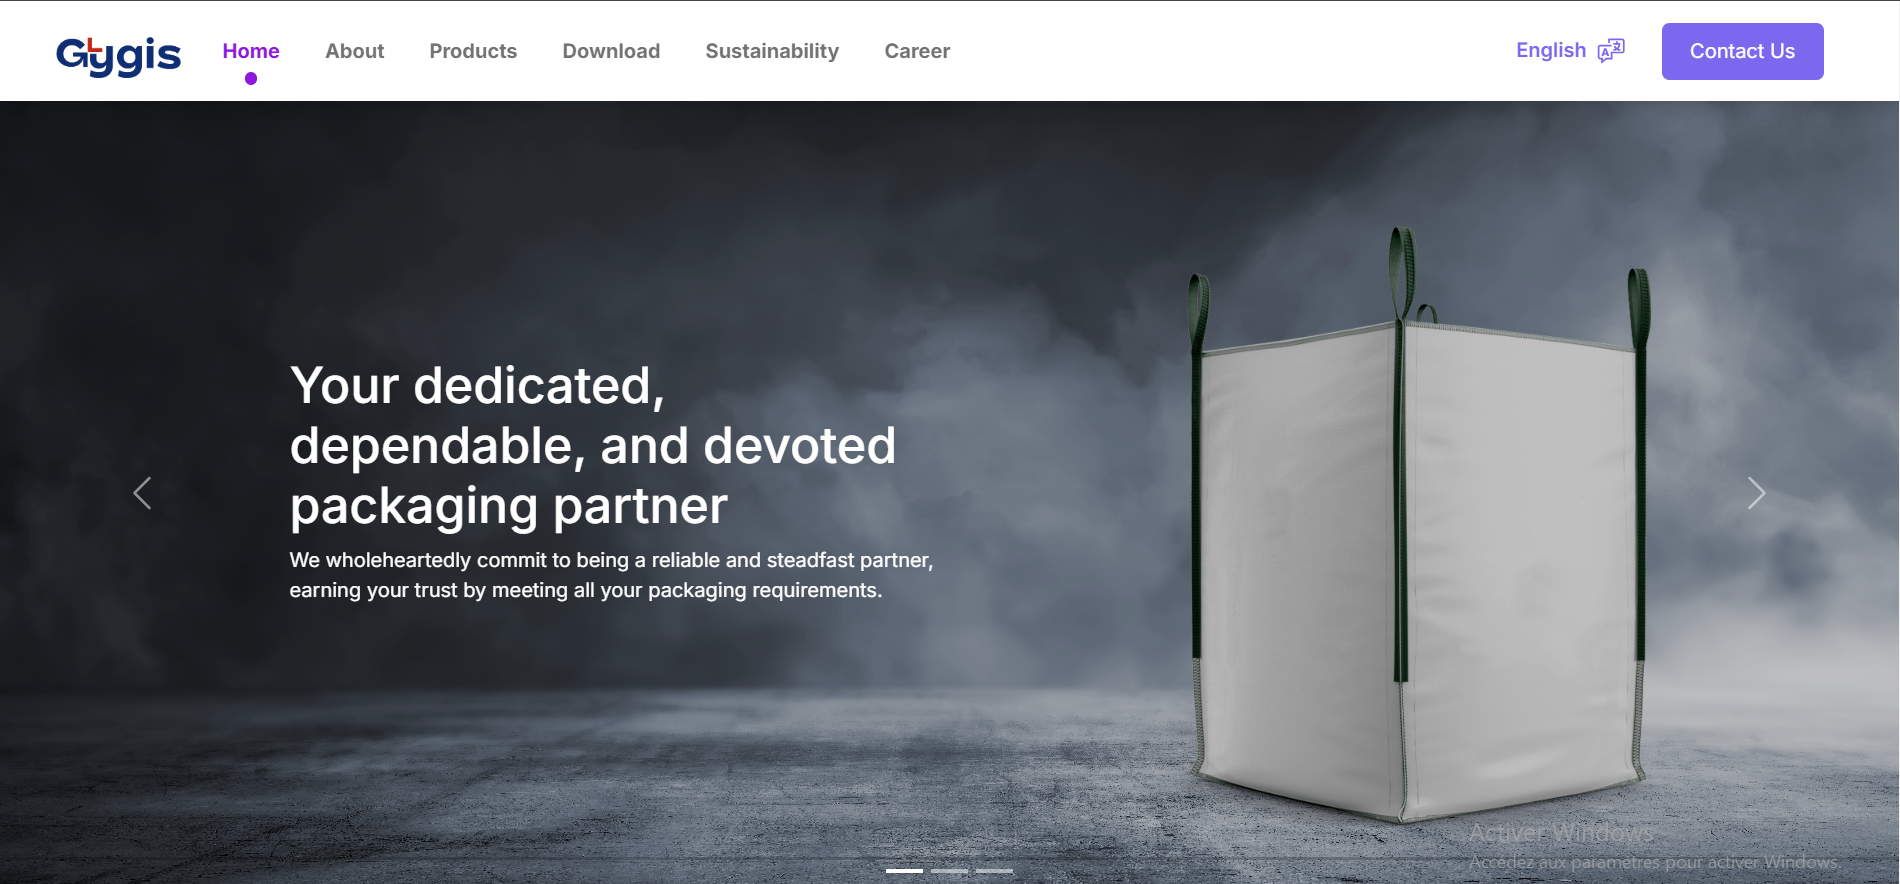 Gtygis
Home
About
Products
Download
Sustainability
Career
English
Contact Us
Your dedicated,
dependable, and devoted
packaging partner
We wholeheartedly commit to being a reliable and steadfast partner,
earning your trust by meeting all your packaging requirements.
Activer Windows
Accédez aux paramètres pour activer Windows.